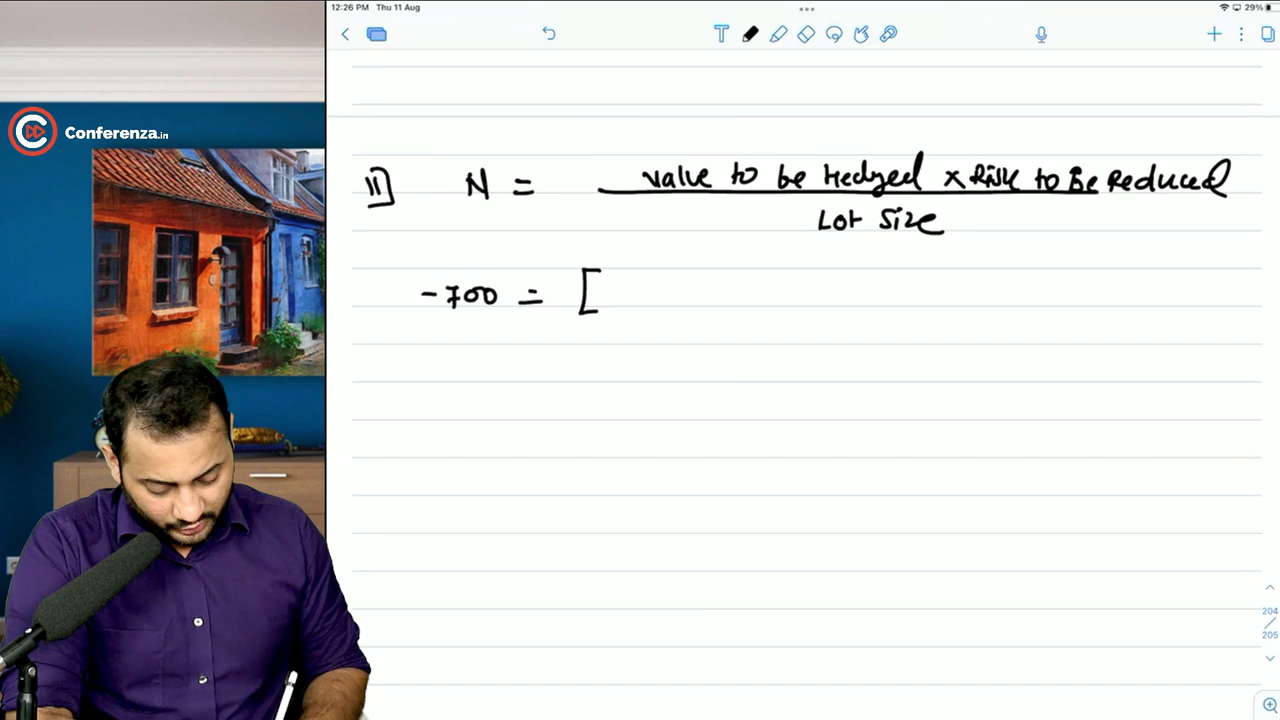 12:26 PM Thu 11 Aug
29%
Conferenza.in
T
II] N = Value to be Hedged x Risk to Be Reduced
Lot Size
-700 = [
204
205